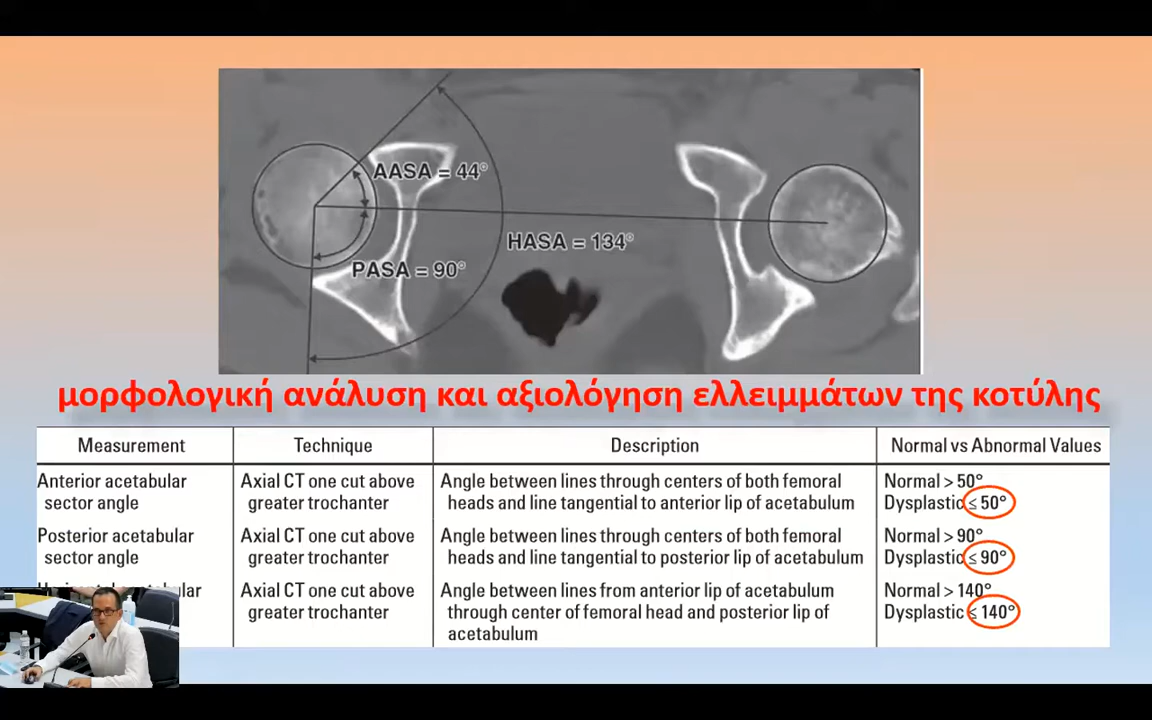 AASA = 44°
HASA = 134°
PASA = 90°
μορφολογική ανάλυση και αξιολόγηση ελλειμμάτων της κοτύλης
Measurement Technique Description Normal vs Abnormal Values
Anterior acetabular Axial CT one cut above Angle between lines through centers of both femoral Normal > 50°
sector angle greater trochanter heads and line tangential to anterior lip of acetabulum Dysplastic ≤ 50°
Posterior acetabular Axial CT one cut above Angle between lines through centers of both femoral Normal > 90°
sector angle greater trochanter heads and line tangential to posterior lip of acetabulum Dysplastic ≤ 90°
Axial CT one cut above Angle between lines from anterior lip of acetabulum Normal > 140°
greater trochanter through center of femoral head and posterior lip of Dysplastic ≤ 140°
acetabulum